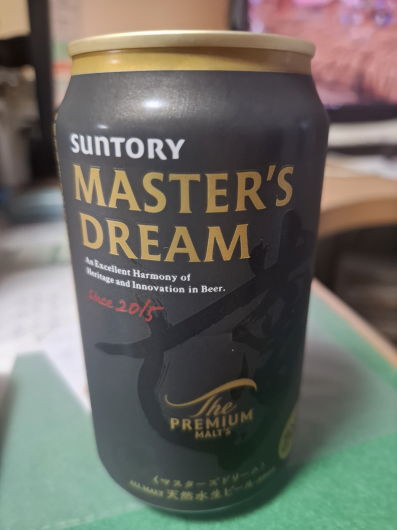 SUNTORY
MASTER'S
DREAM
An Excellent Harmony of
Heritage and Innovation in Beer.
since 2015
The
PREMIUM
MALT'S
〈マスターズドリーム〉
ALL-MALT 天然水生ビール